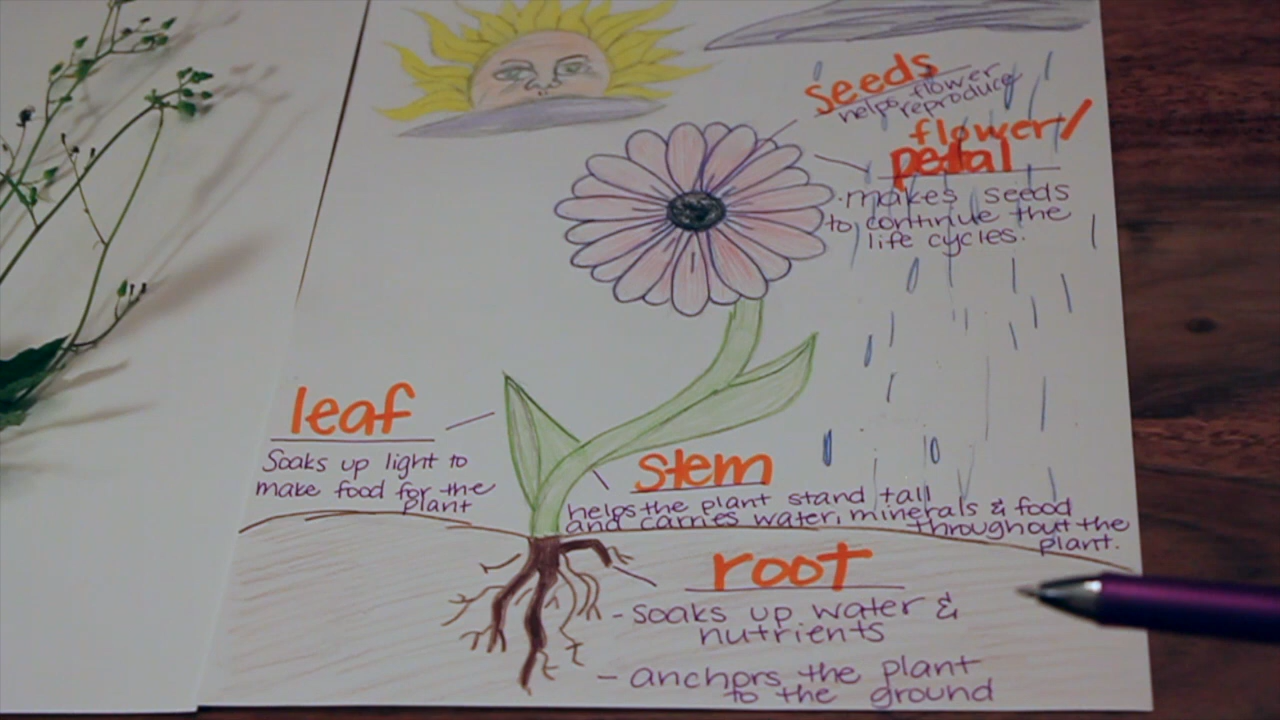 seeds
helps flower
reproduce
flower/
pedal
·makes seeds
to continue the
life cycles.
leaf
Soaks up light to
make food for the
plant
stem
helps the plant stand tall
and carries water, minerals & food
throughout the
plant.
root
- Soaks up water &
nutrients
- anchors the plant
to the ground